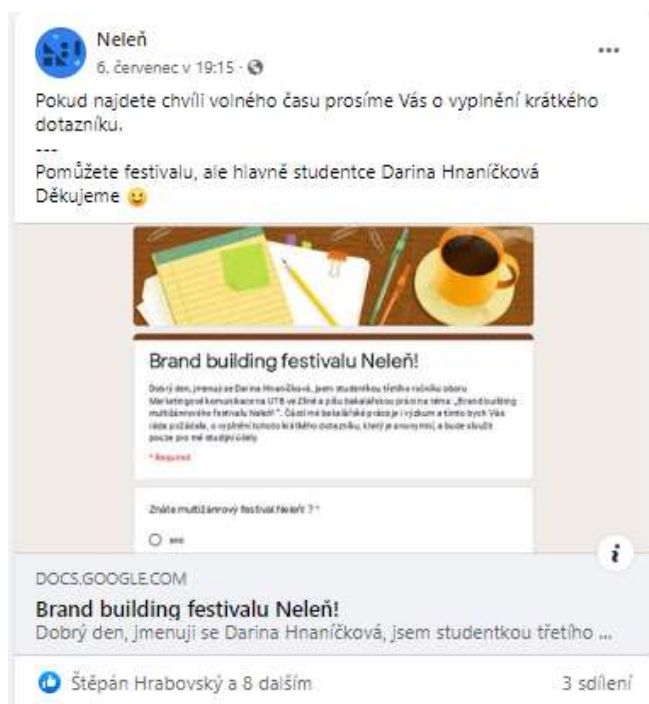 Neleň
6. červenec v 19:15 ·
Pokud najdete chvíli volného času prosíme Vás o vyplnění krátkého
dotazníku.
---
Pomůžete festivalu, ale hlavně studentce Darina Hnaníčková
Děkujeme
Brand building festivalu Neleň!
Dobrý den, jmenuji se Darina Hnaníčková, jsem studentkou třetího ročníku oboru
Marketingové komunikace na UTB ve Zlíně a píšu bakalářskou práci na téma: „Brand building
multižánrového festivalu Neleň! “. Částí mé bakalářské práce je i výzkum a tímto bych Vás
ráda požádala, o vyplnění tohoto krátkého dotazníku, který je anonymní, a bude sloužit
pouze pro mé studijní účely.
* Required
Znáte multižánrový festival Neleň! ? *
ano
DOCS.GOOGLE.COM
Brand building festivalu Neleň!
Dobrý den, jmenuji se Darina Hnaníčková, jsem studentkou třetího ...
Štěpán Hrabovský a 8 dalším
3 sdílení